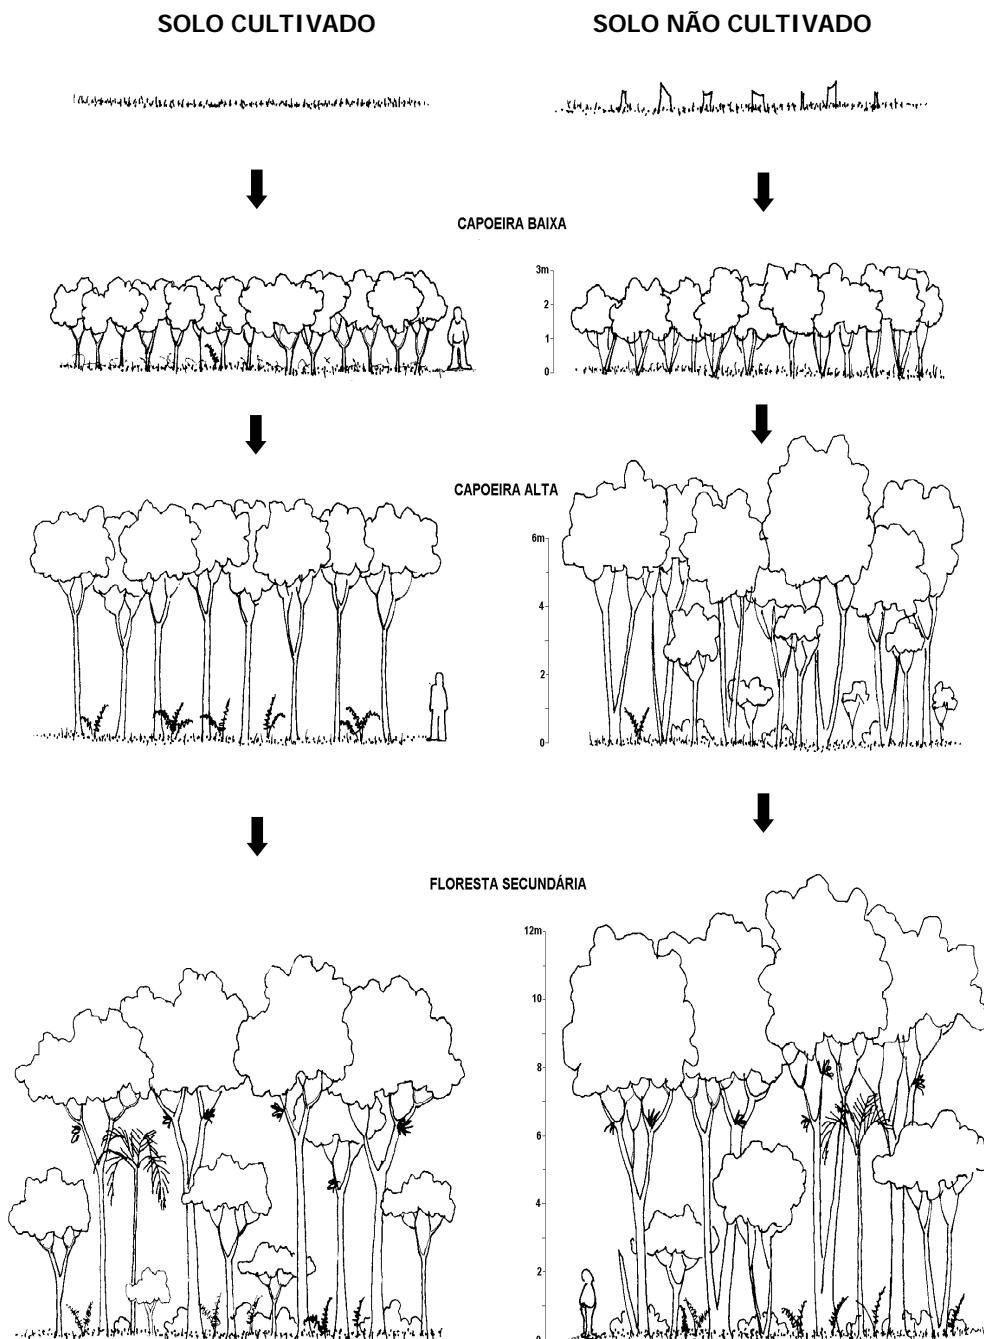 SOLO CULTIVADO
SOLO NÃO CULTIVADO
CAPOEIRA BAIXA
3m
2
1
0
CAPOEIRA ALTA
6m
4
2
0
FLORESTA SECUNDÁRIA
12m
10
8
6
4
2
0